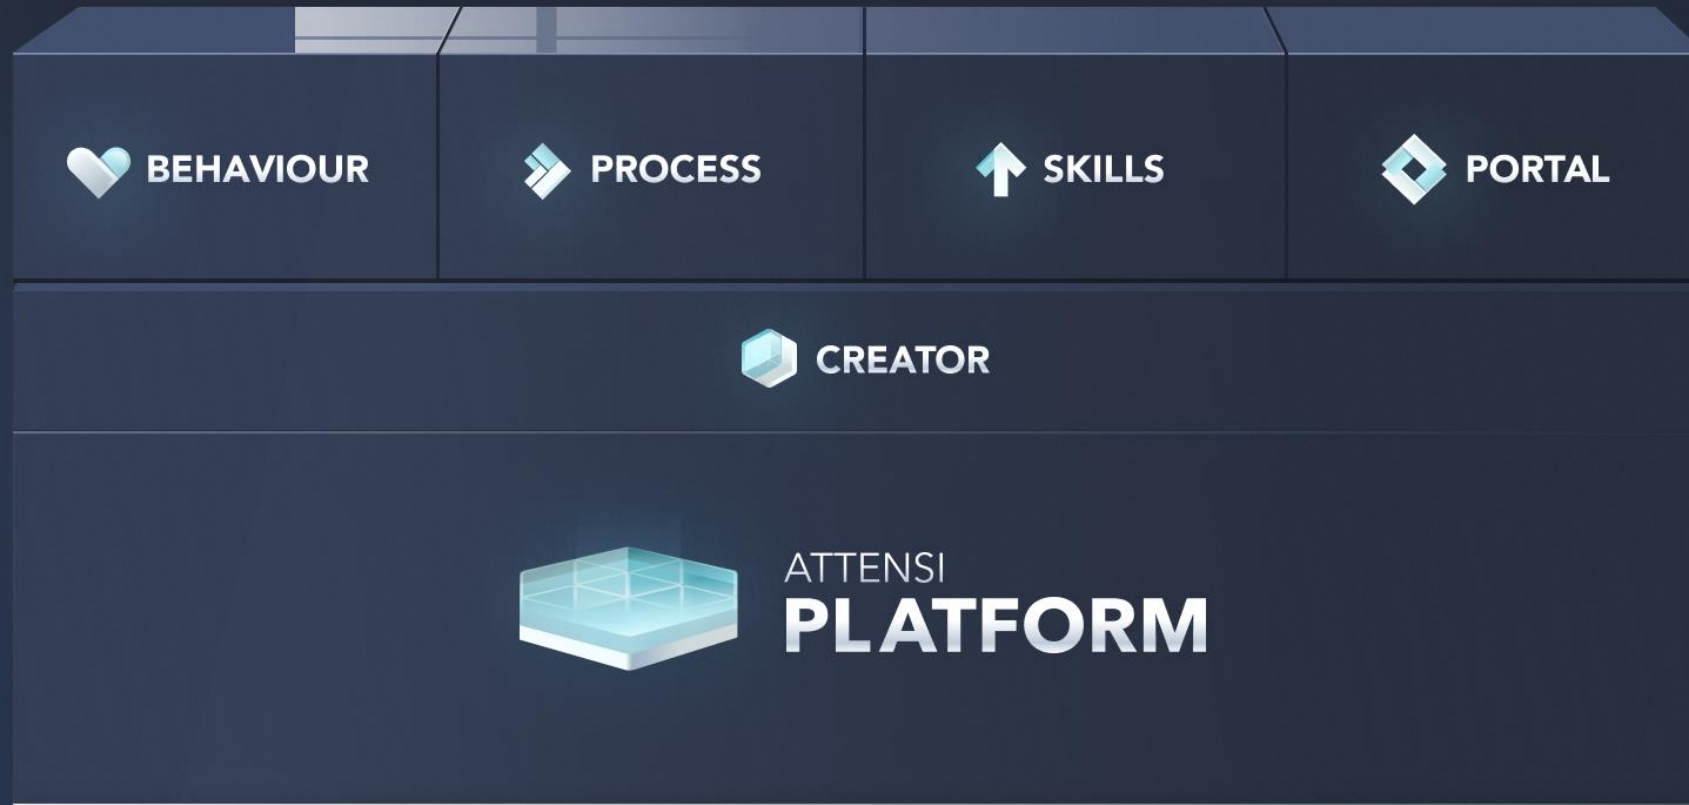 BEHAVIOUR
PROCESS
SKILLS
PORTAL
CREATOR
ATTENSI
PLATFORM